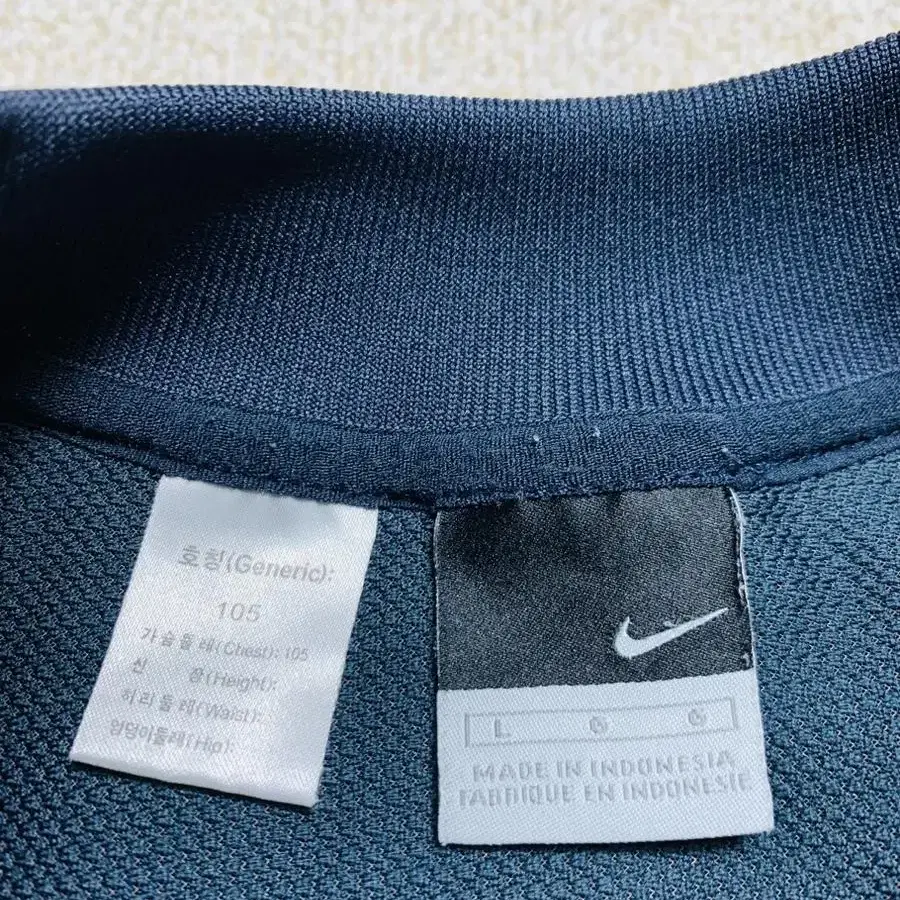 호칭(Generic):
105
가슴둘레(Chest): 105
신 장(Height):
허리둘레(Waist):
엉덩이둘레(Hip):
L G G
MADE IN INDONESIA
FABRIQUE EN INDONESIE